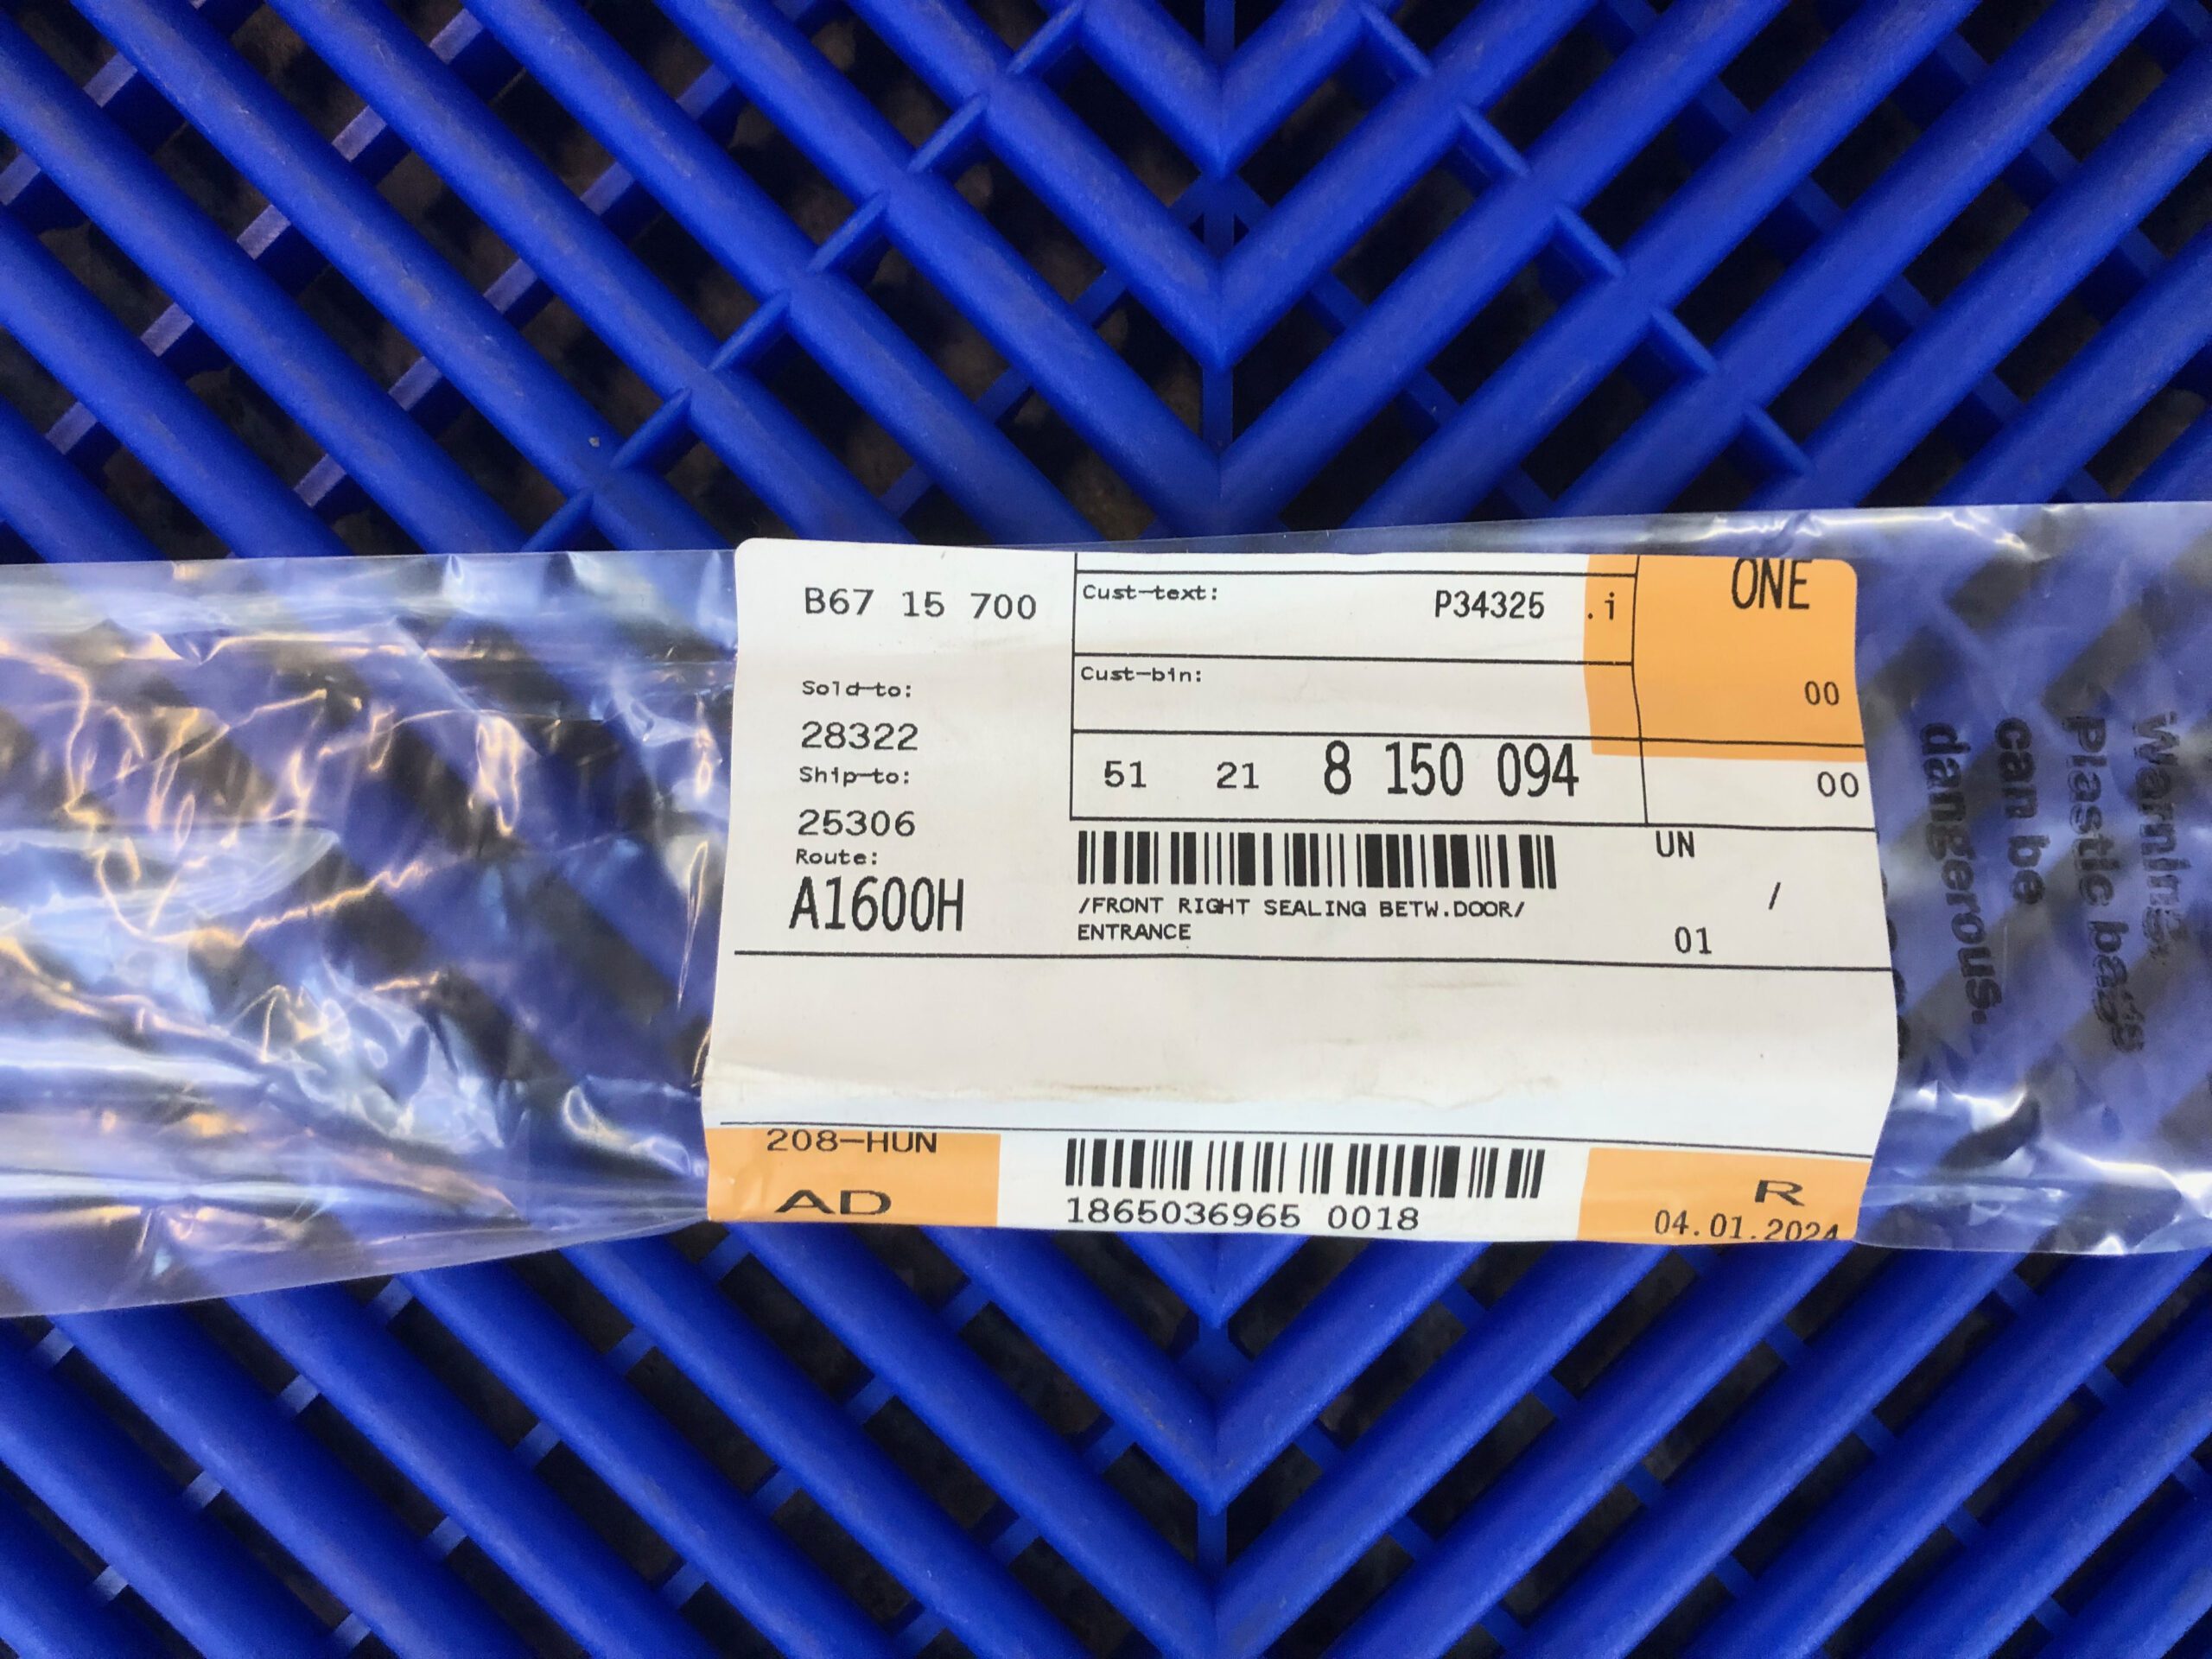 B67 15 700
Sold-to:
28322
Ship-to:
25306
Route:
A1600H
Cust-text: P34325 .i
Cust-bin:
51 21 8 150 094
/FRONT RIGHT SEALING BETW.DOOR/
ENTRANCE
ONE
00
00
UN
/
01
208-HUN
AD
1865036965 0018
R
04.01.2024
Warning.
Plastic bags
can be
dangerous.